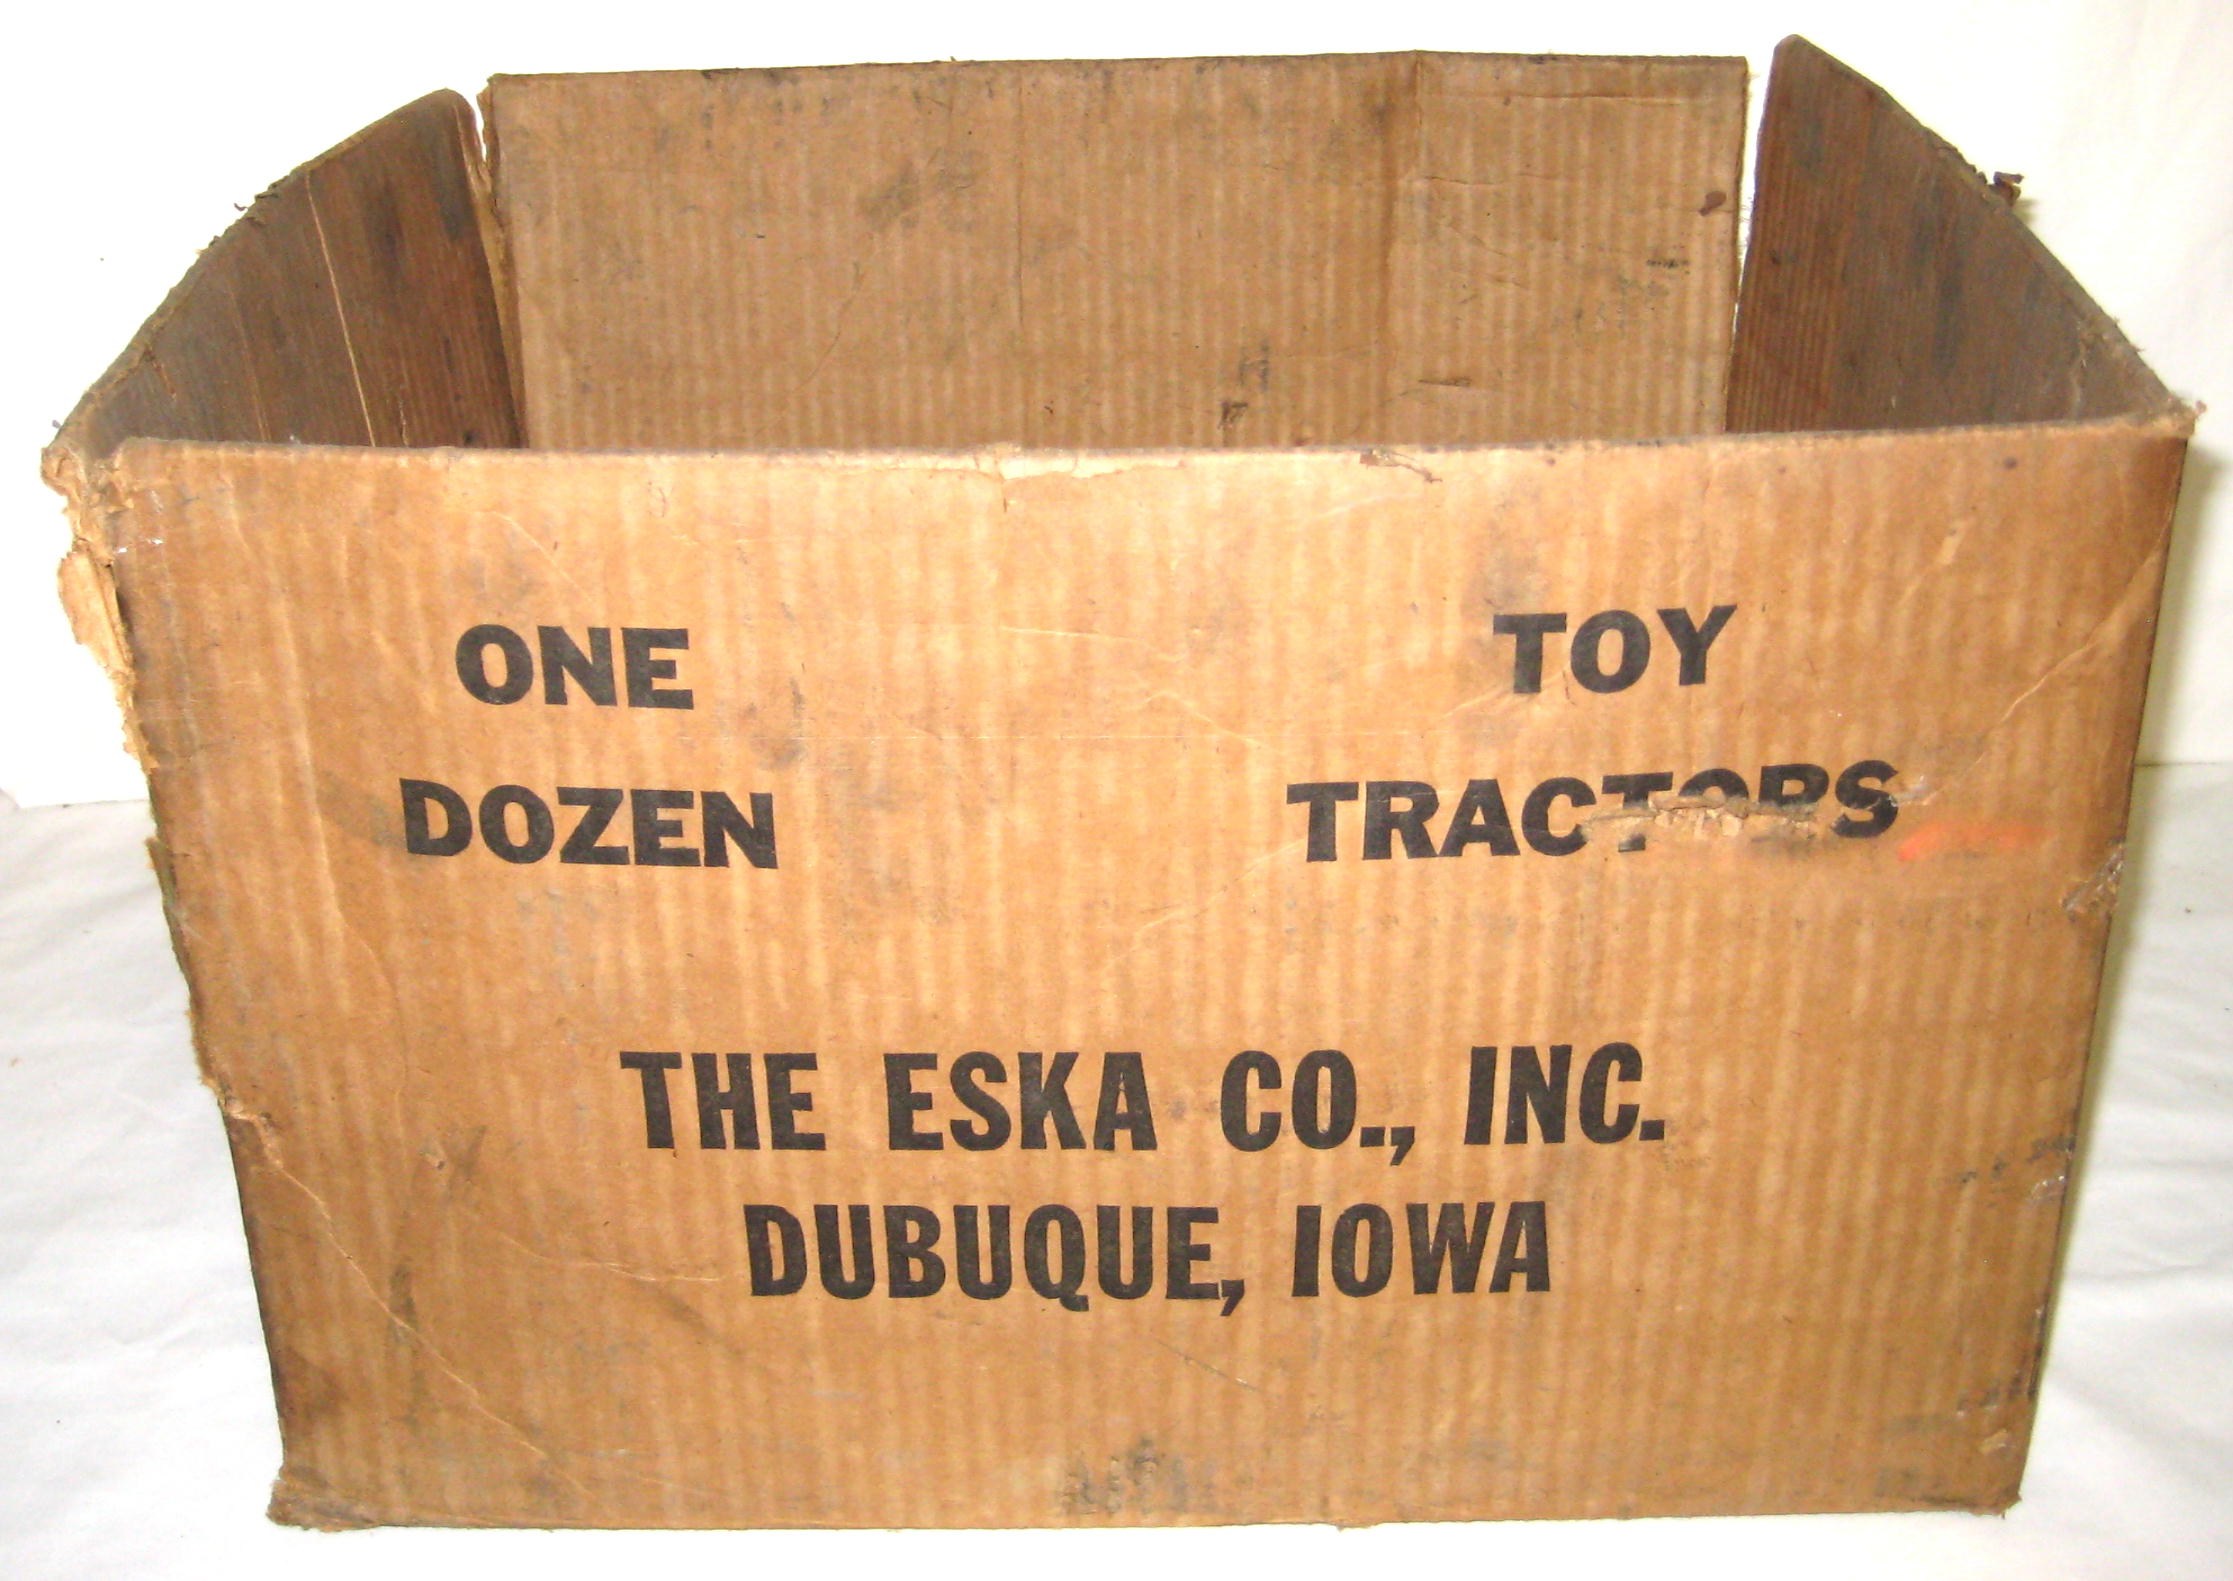 ONE
DOZEN
TOY
TRACTORS
THE ESKA CO., INC.
DUBUQUE, IOWA